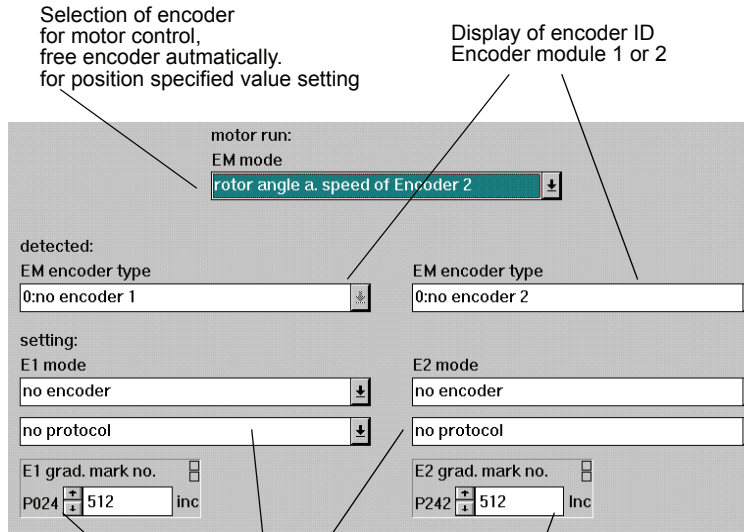 Selection of encoder
for motor control,
free encoder autmatically.
for position specified value setting
Display of encoder ID
Encoder module 1 or 2
motor run:
EM mode
rotor angle a. speed of Encoder 2
detected:
EM encoder type
EM encoder type
0:no encoder 1
0:no encoder 2
setting:
E1 mode
E2 mode
no encoder
no encoder
no protocol
no protocol
E1 grad. mark no.
E2 grad. mark no.
P024 512 inc
P242 512 Inc